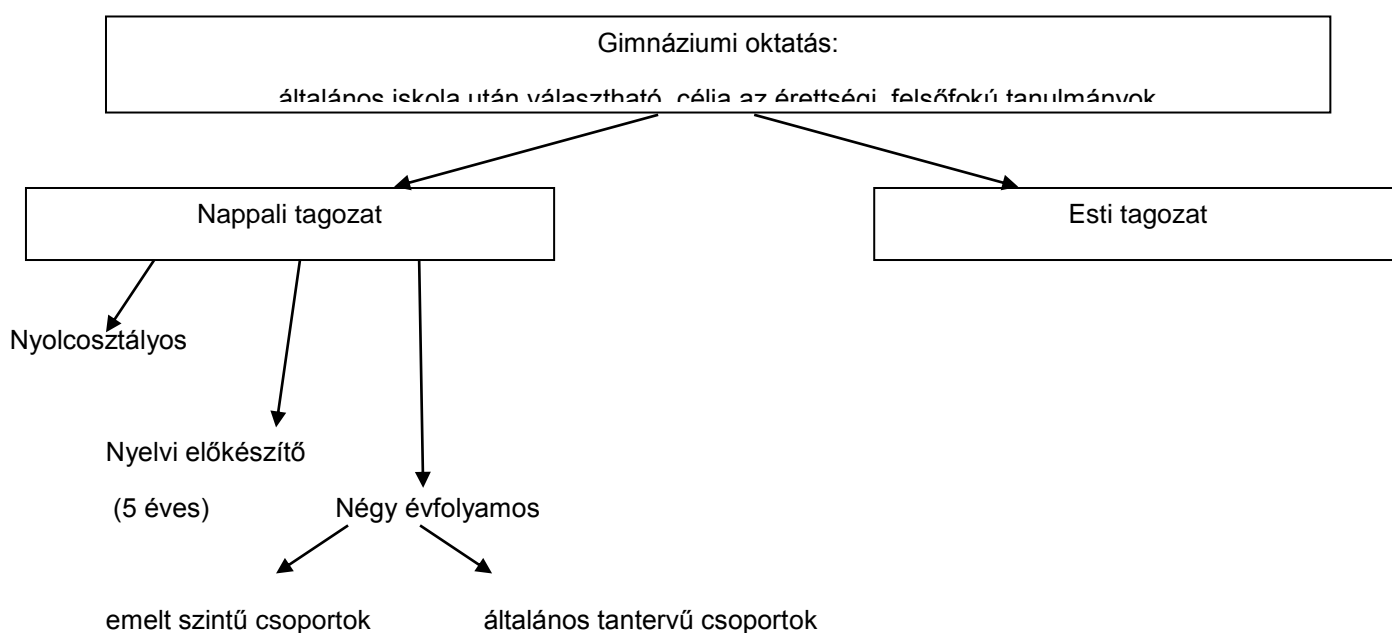 Gimnáziumi oktatás:
általános iskola után választható, célja az érettségi, felsőfokú tanulmányok
Nappali tagozat
Esti tagozat
Nyolcosztályos
Nyelvi előkészítő
(5 éves)
Négy évfolyamos
emelt szintű csoportok
általános tantervű csoportok